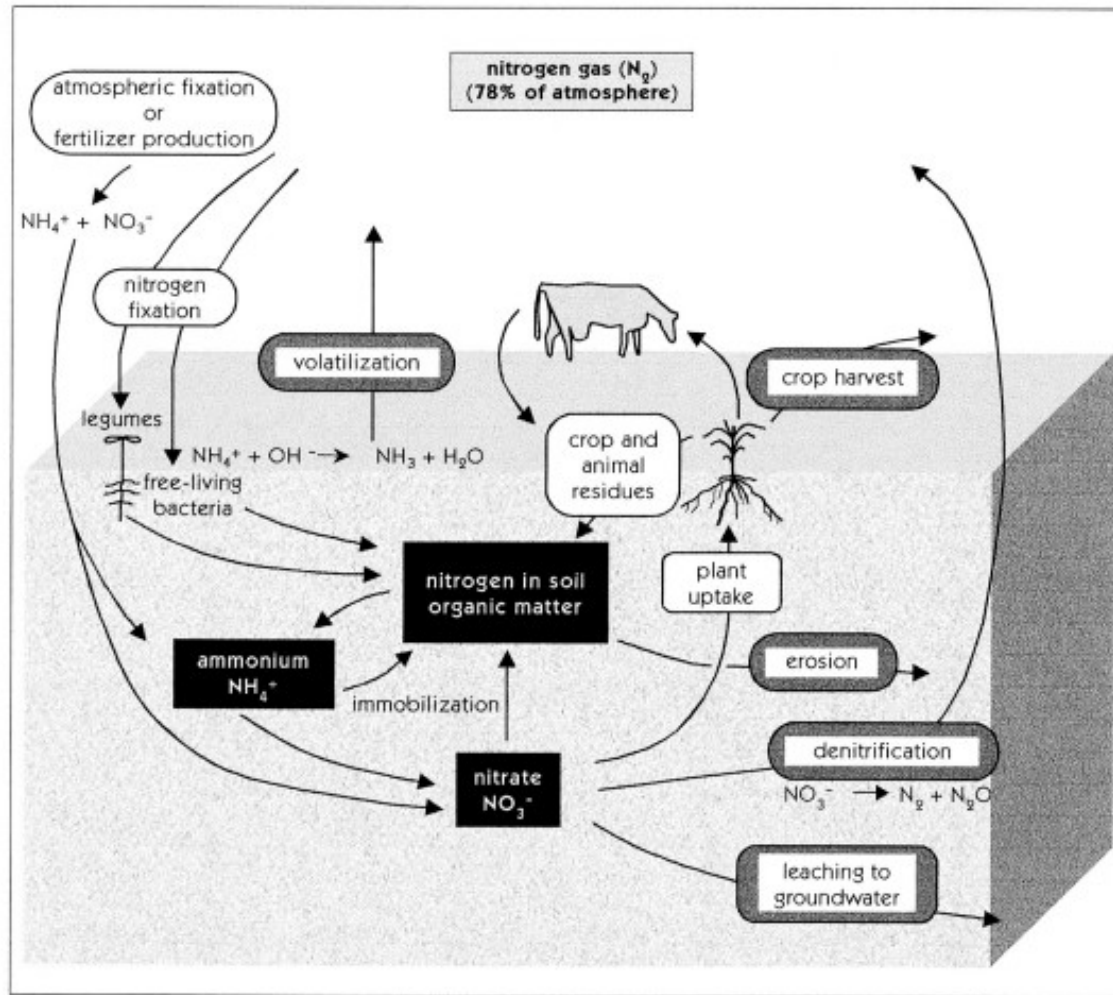 nitrogen gas (N₂)
(78% of atmosphere)
atmospheric fixation
or
fertilizer production
NH₄⁺ + NO₃⁻
nitrogen
fixation
volatilization
crop harvest
legumes
NH₄⁺ + OH⁻ → NH₃ + H₂O
free-living
bacteria
crop and
animal
residues
nitrogen in soil
organic matter
plant
uptake
ammonium
NH₄⁺
immobilization
erosion
nitrate
NO₃⁻
denitrification
NO₃⁻ → N₂ + N₂O
leaching to
groundwater